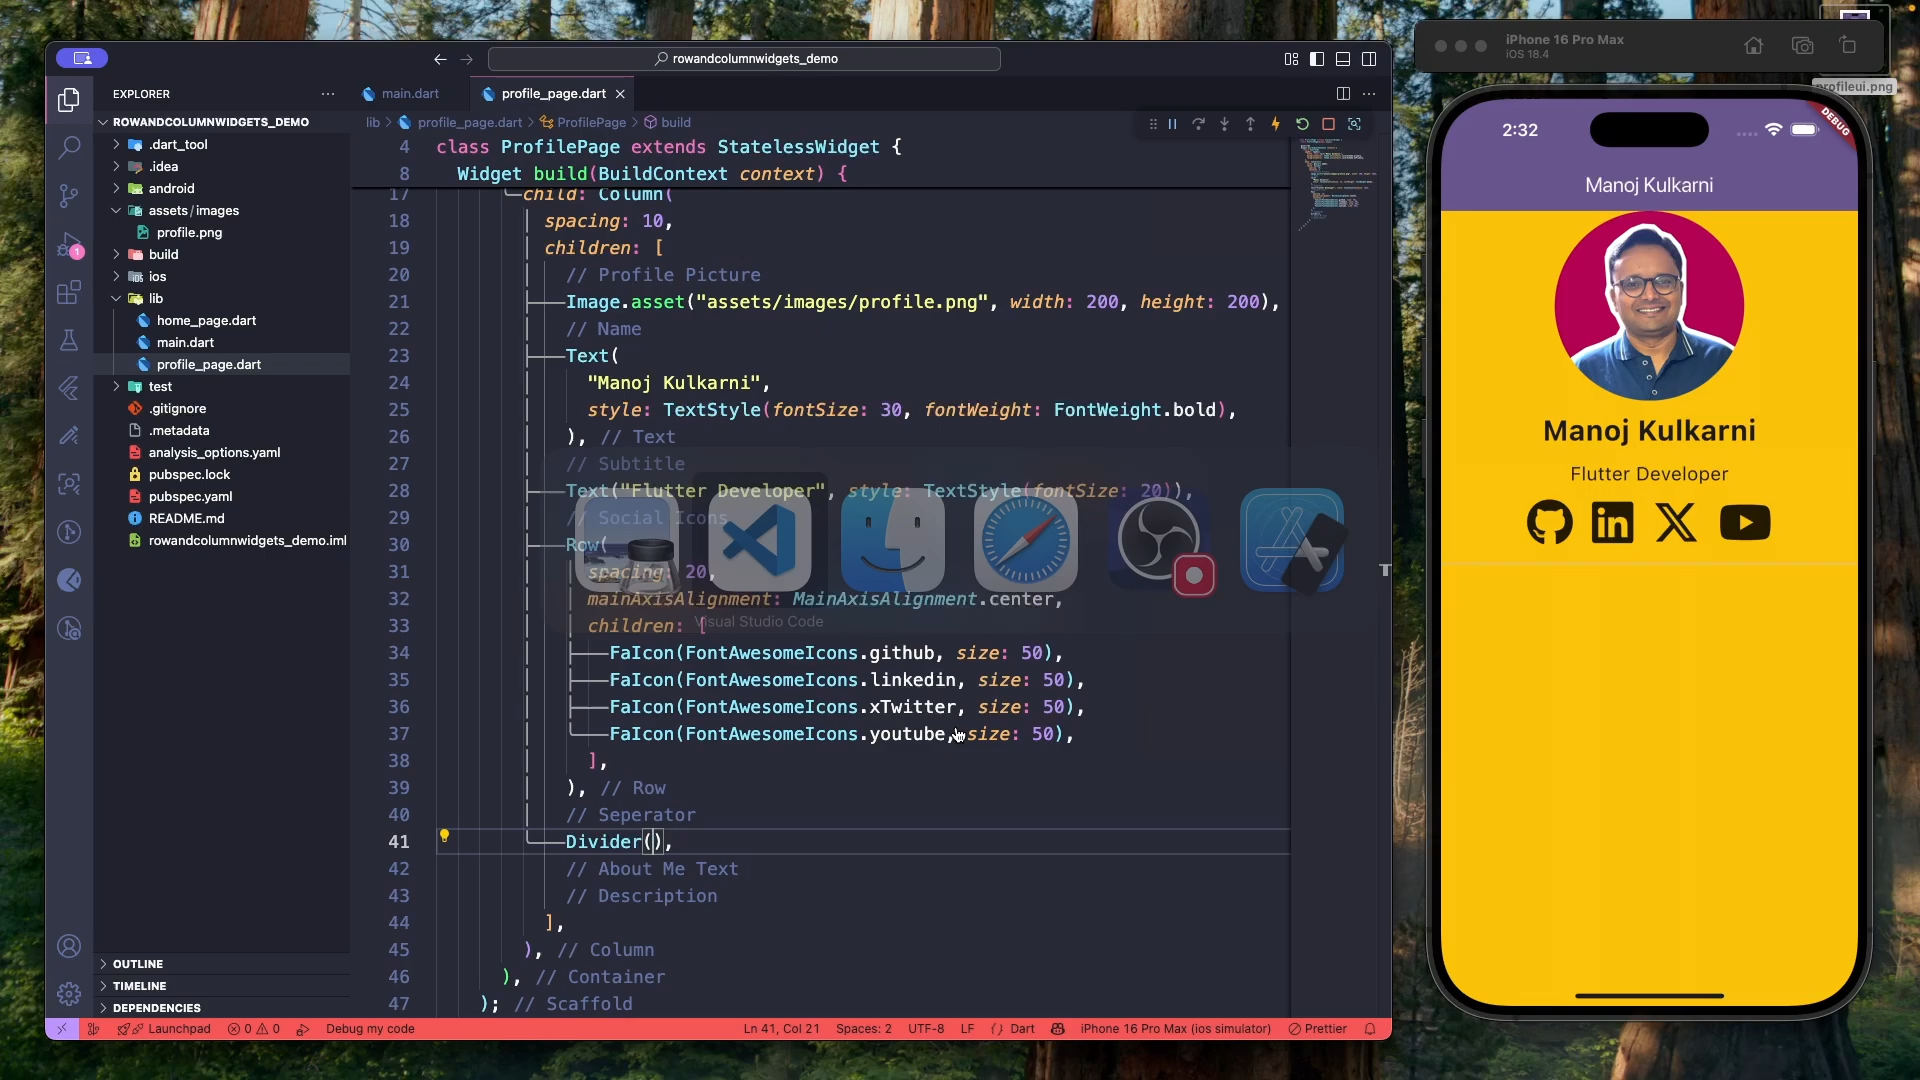 rowandcolumnwidgets_demo
EXPLORER
main.dart
profile_page.dart
ROWANDCOLUMNWIDGETS_DEMO
.dart_tool
.idea
android
assets/images
profile.png
build
ios
lib
home_page.dart
main.dart
profile_page.dart
test
.gitignore
.metadata
analysis_options.yaml
pubspec.lock
pubspec.yaml
README.md
rowandcolumnwidgets_demo.iml
OUTLINE
TIMELINE
DEPENDENCIES
1
lib > profile_page.dart > ProfilePage > build
4 class ProfilePage extends StatelessWidget {
8 Widget build(BuildContext context) {
17 child: Column(
18 spacing: 10,
19 children: [
20 // Profile Picture
21 Image.asset("assets/images/profile.png", width: 200, height: 200),
22 // Name
23 Text(
24 "Manoj Kulkarni",
25 style: TextStyle(fontSize: 30, fontWeight: FontWeight.bold),
26 ), // Text
27 // Subtitle
28 Text("Flutter Developer", style: TextStyle(fontSize: 20)),
29 // Social Icons
30 Row(
31 spacing: 20,
32 mainAxisAlignment: MainAxisAlignment.center,
33 children: [
Visual Studio Code
34 FaIcon(FontAwesomeIcons.github, size: 50),
35 FaIcon(FontAwesomeIcons.linkedin, size: 50),
36 FaIcon(FontAwesomeIcons.xTwitter, size: 50),
37 FaIcon(FontAwesomeIcons.youtube, size: 50),
38 ],
39 ), // Row
40 // Seperator
41 Divider(),
42 // About Me Text
43 // Description
44 ],
45 ), // Column
46 ), // Container
47 ); // Scaffold
Launchpad
0 0
Debug my code
Ln 41, Col 21
Spaces: 2
UTF-8
LF
{} Dart
iPhone 16 Pro Max (ios simulator)
Prettier
iPhone 16 Pro Max
iOS 18.4
profileui.png
2:32
DEBUG
Manoj Kulkarni
Manoj Kulkarni
Flutter Developer
in